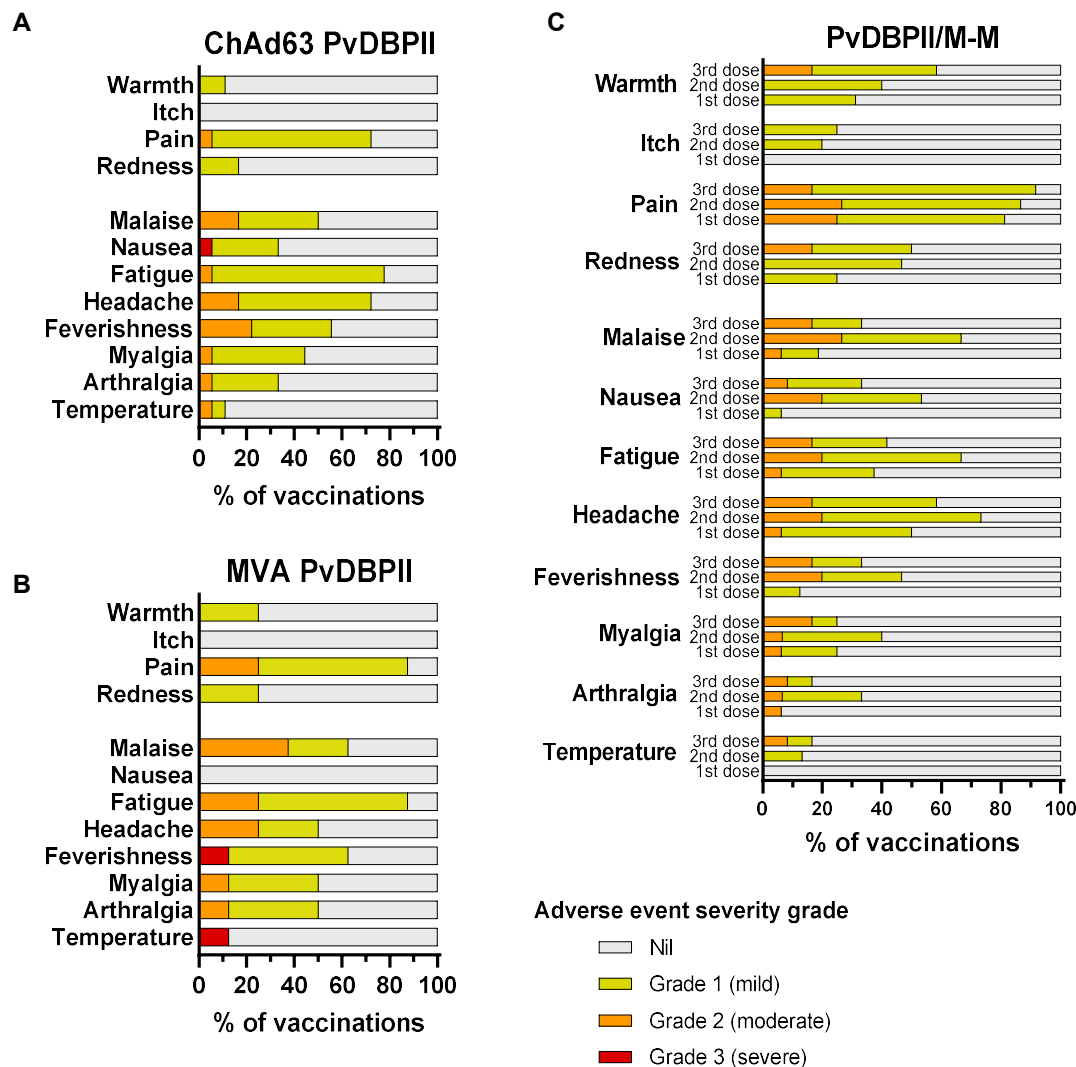 A
ChAd63 PvDBPII
Warmth
Itch
Pain
Redness
Malaise
Nausea
Fatigue
Headache
Feverishness
Myalgia
Arthralgia
Temperature
0 20 40 60 80 100
% of vaccinations
B
MVA PvDBPII
Warmth
Itch
Pain
Redness
Malaise
Nausea
Fatigue
Headache
Feverishness
Myalgia
Arthralgia
Temperature
0 20 40 60 80 100
% of vaccinations
C
PvDBPII/M-M
Warmth
3rd dose
2nd dose
1st dose
Itch
3rd dose
2nd dose
1st dose
Pain
3rd dose
2nd dose
1st dose
Redness
3rd dose
2nd dose
1st dose
Malaise
3rd dose
2nd dose
1st dose
Nausea
3rd dose
2nd dose
1st dose
Fatigue
3rd dose
2nd dose
1st dose
Headache
3rd dose
2nd dose
1st dose
Feverishness
3rd dose
2nd dose
1st dose
Myalgia
3rd dose
2nd dose
1st dose
Arthralgia
3rd dose
2nd dose
1st dose
Temperature
3rd dose
2nd dose
1st dose
0 20 40 60 80 100
% of vaccinations
Adverse event severity grade
Nil
Grade 1 (mild)
Grade 2 (moderate)
Grade 3 (severe)